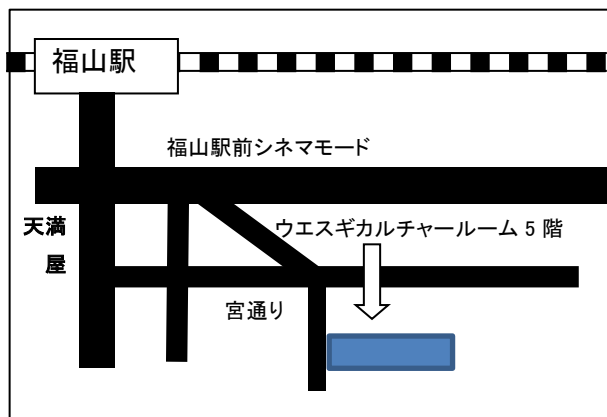 福山駅
福山駅前シネマモード
天満
屋
ウエスギカルチャールーム 5 階
宮通り